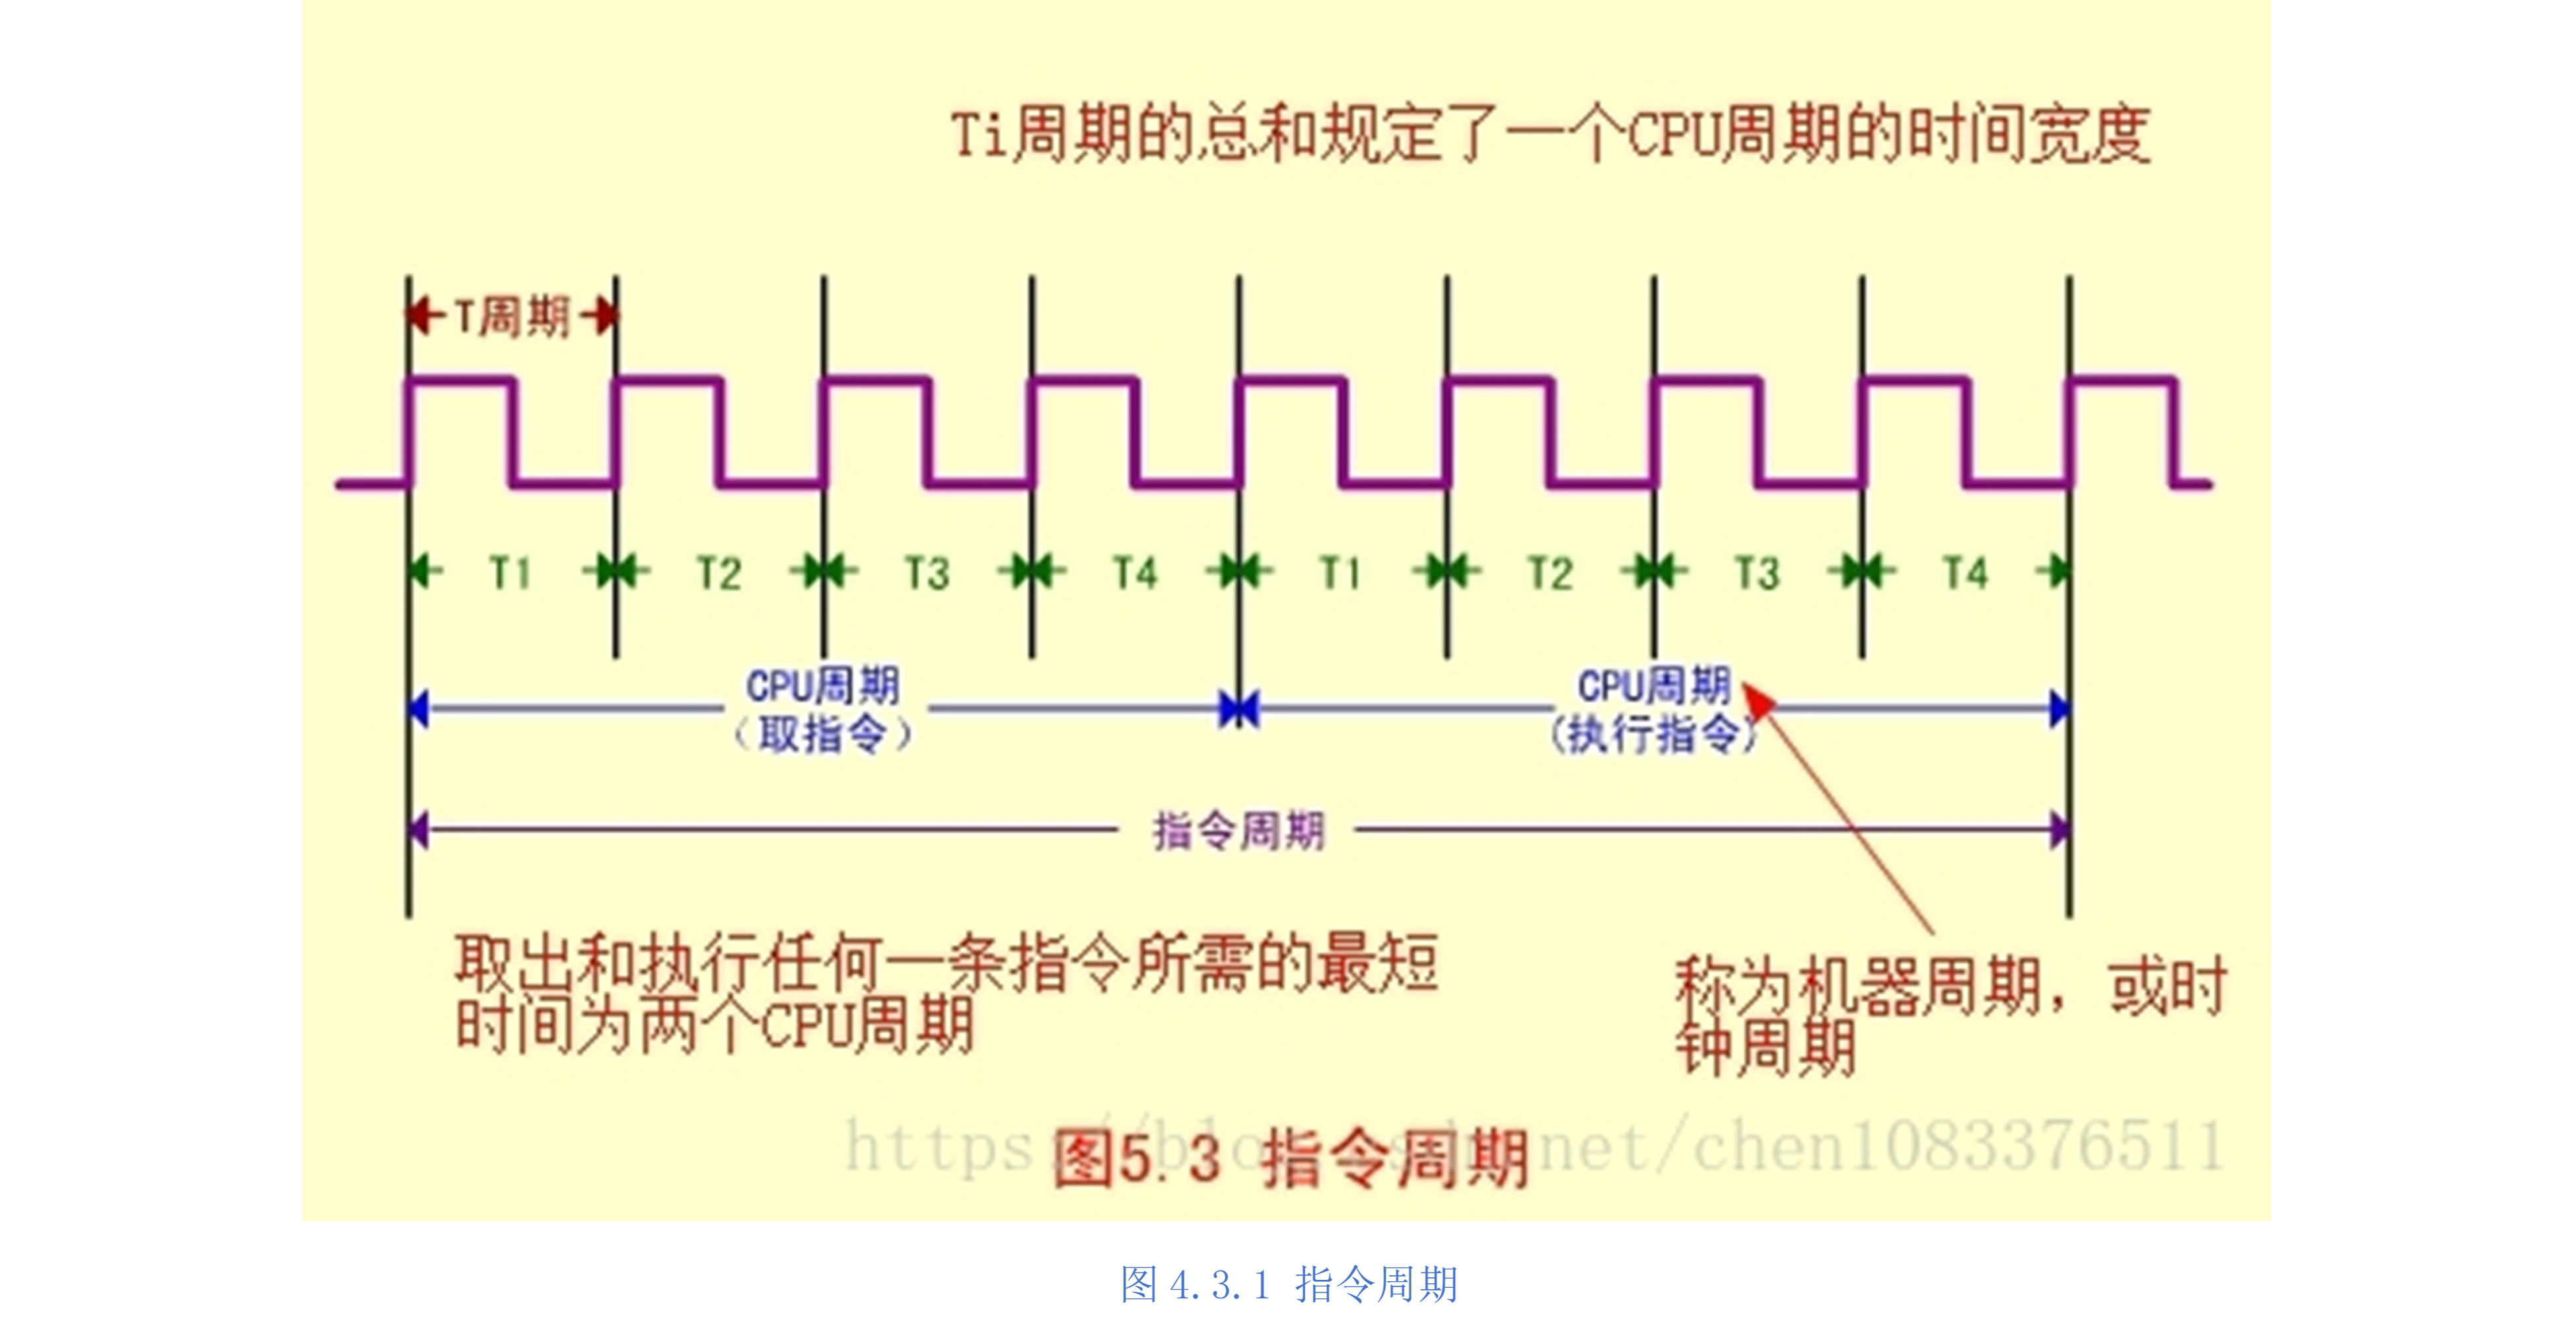 Ti周期的总和规定了一个CPU周期的时间宽度
T周期
T1 T2 T3 T4 T1 T2 T3 T4
CPU周期 CPU周期
（取指令） (执行指令)
指令周期
取出和执行任何一条指令所需的最短
时间为两个CPU周期
称为机器周期，或时
钟周期
https://blog.csdn.net/chen1083376511
图5.3 指令周期
图 4.3.1 指令周期